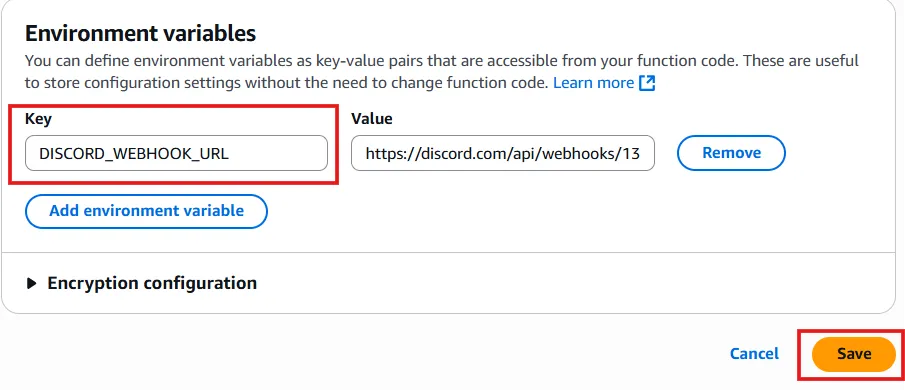 Environment variables
You can define environment variables as key-value pairs that are accessible from your function code. These are useful
to store configuration settings without the need to change function code. Learn more
Key Value
DISCORD_WEBHOOK_URL https://discord.com/api/webhooks/13 Remove
Add environment variable
Encryption configuration
Cancel Save